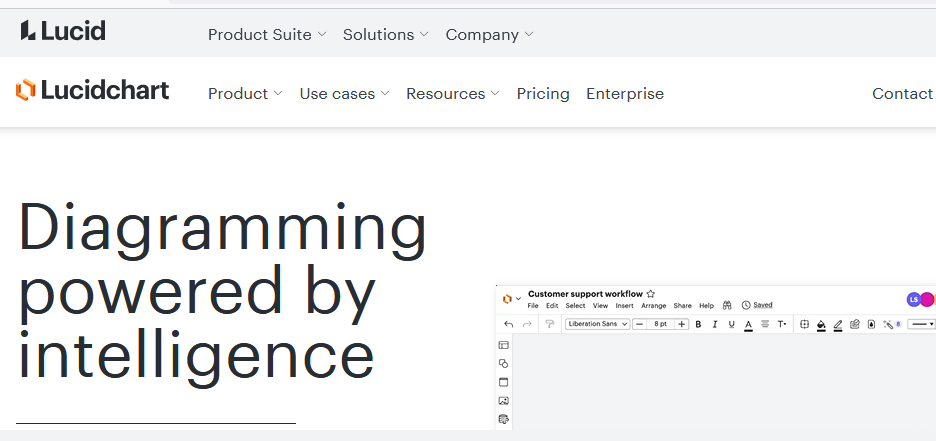 Lucid Product Suite Solutions Company
Lucidchart Product Use cases Resources Pricing Enterprise Contact
Diagramming
powered by
intelligence
Customer support workflow
File Edit Select View Insert Arrange Share Help Saved
LS
Liberation Sans 8 pt B I U A T